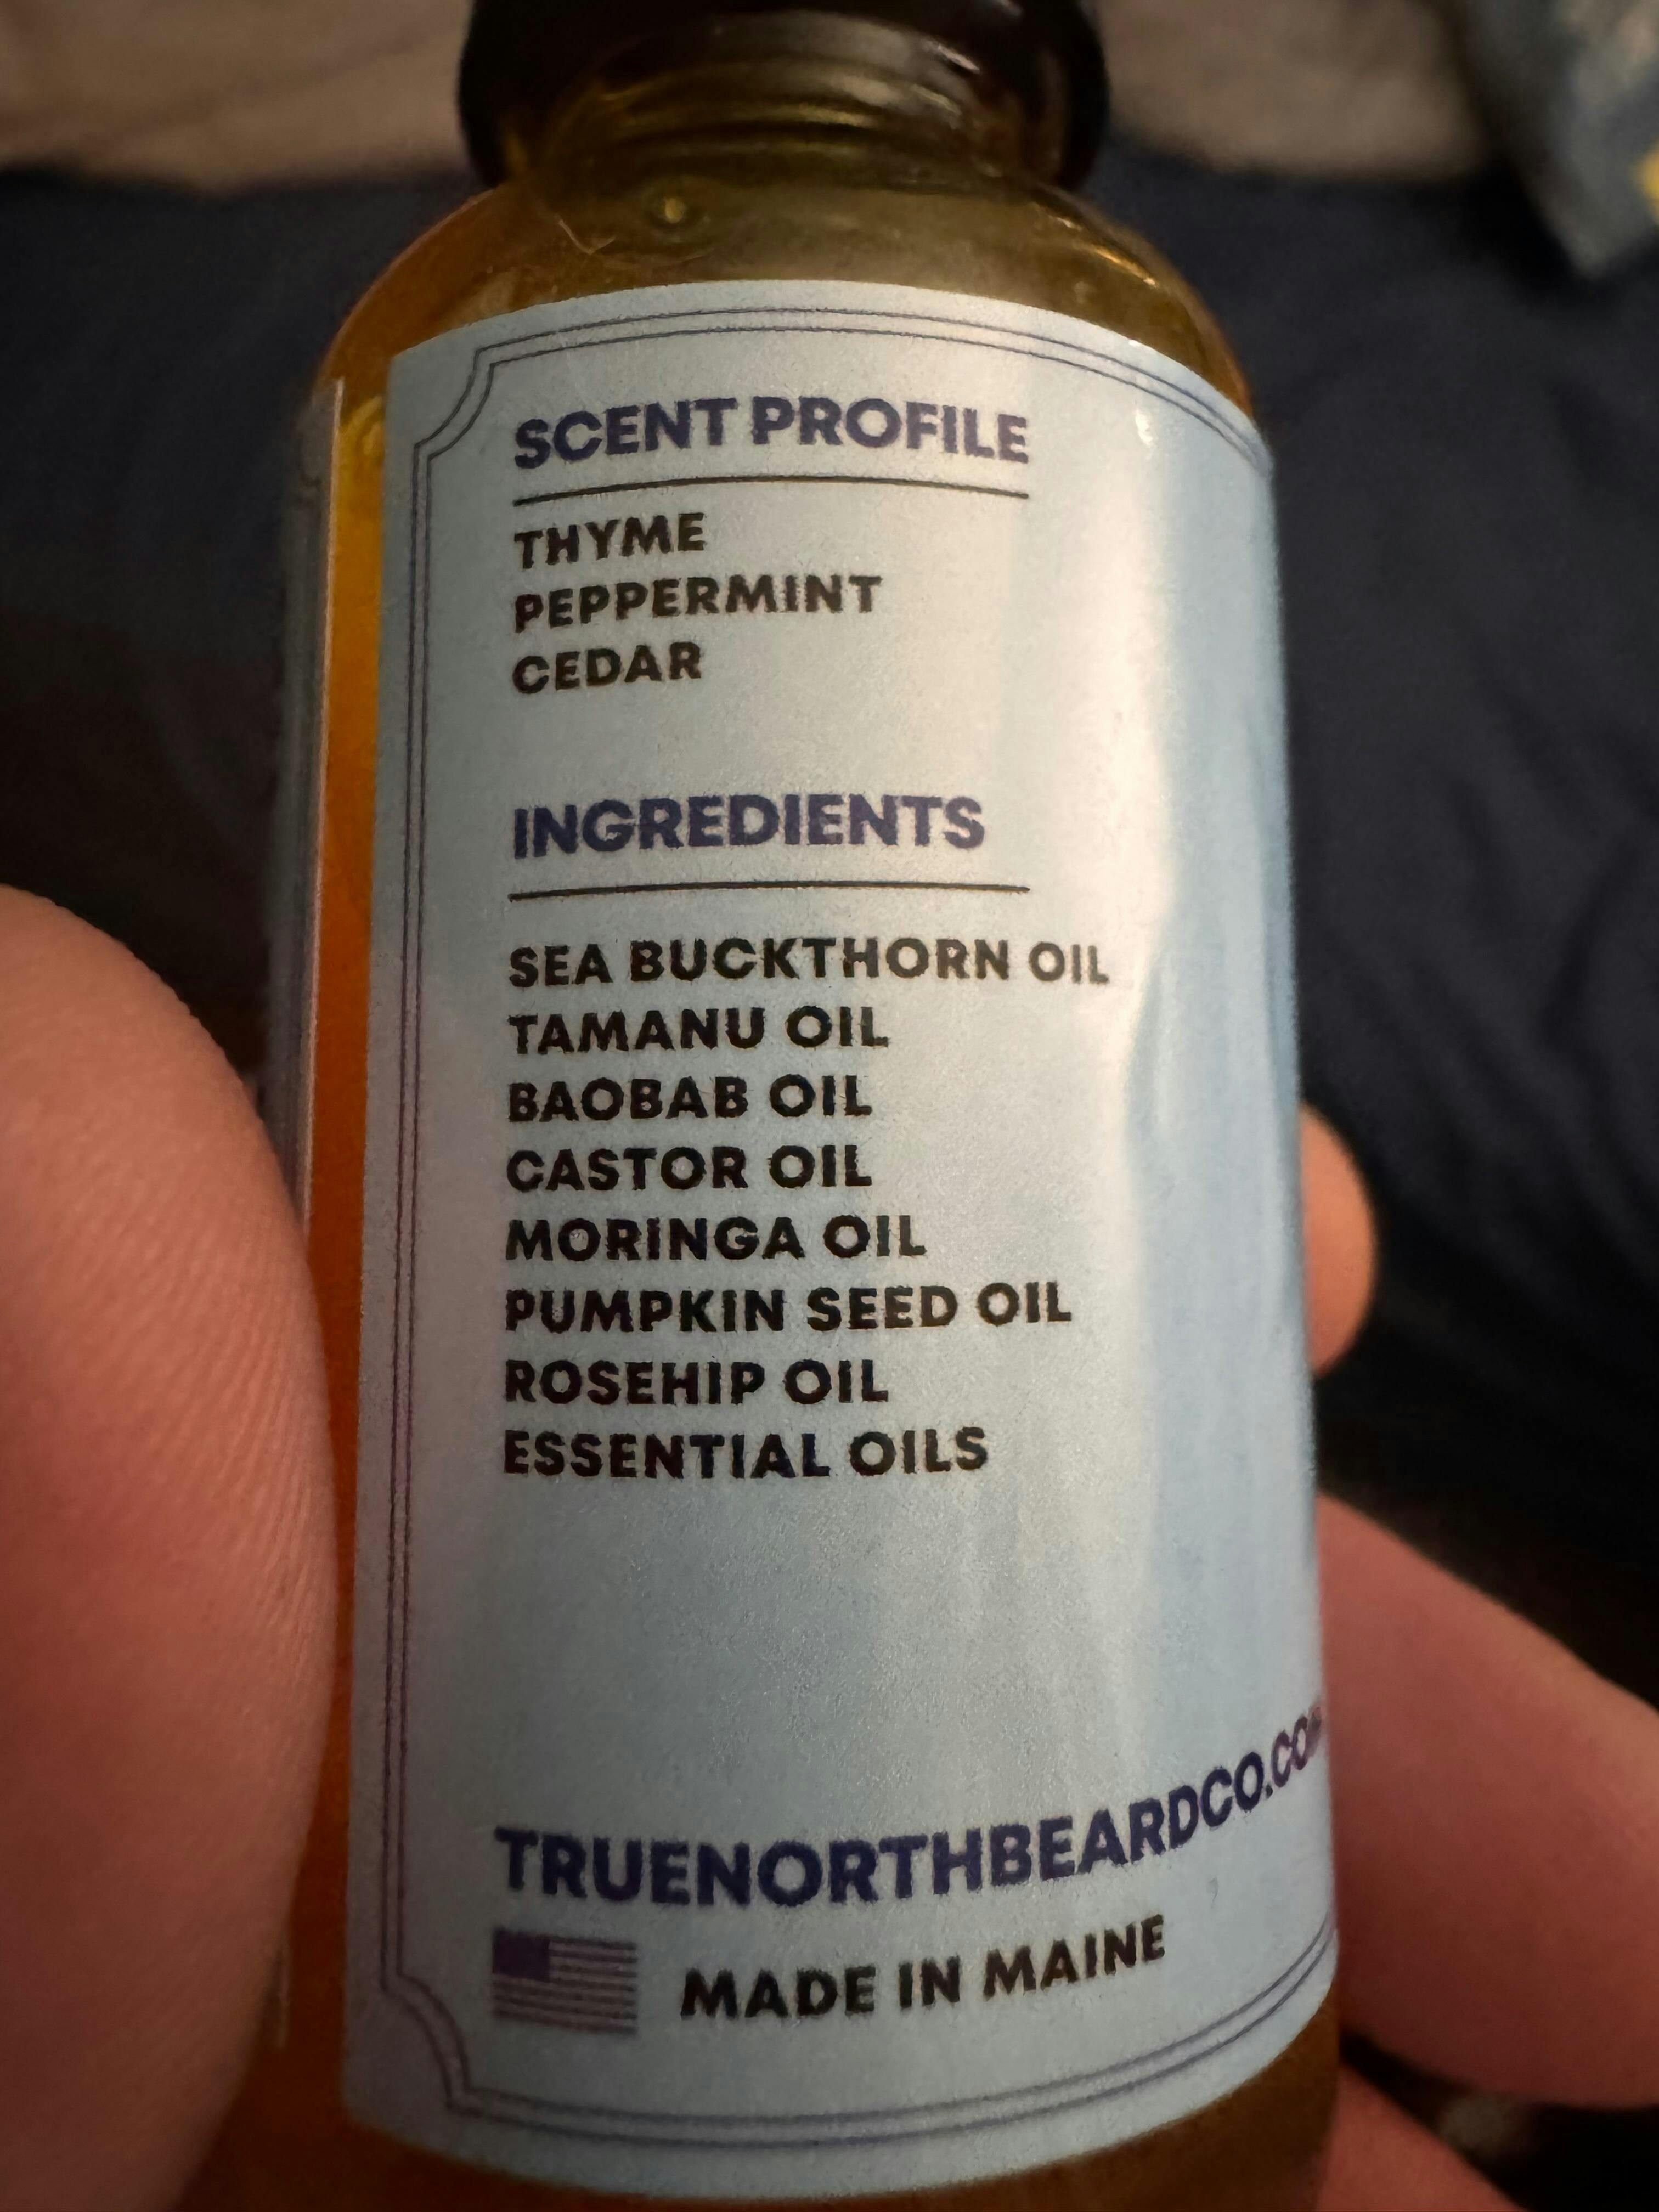 SCENT PROFILE
THYME
PEPPERMINT
CEDAR
INGREDIENTS
SEA BUCKTHORN OIL
TAMANU OIL
BAOBAB OIL
CASTOR OIL
MORINGA OIL
PUMPKIN SEED OIL
ROSEHIP OIL
ESSENTIAL OILS
TRUENORTHBEARDCO.COM
MADE IN MAINE